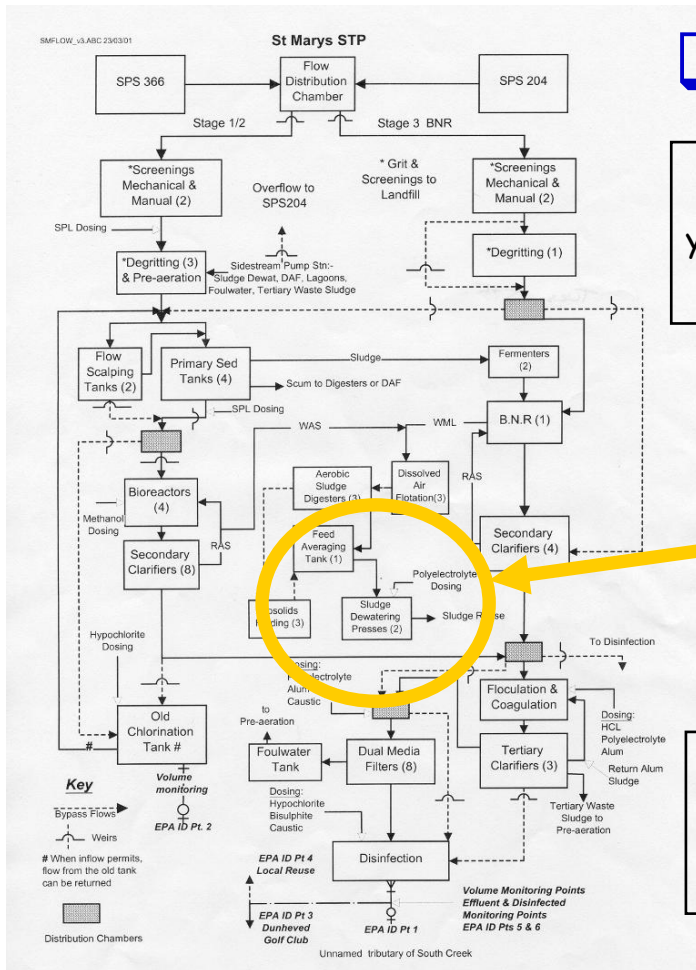 SMFLOW_v3.ABC 23/03/01
St Marys STP
SPS 366
Flow
Distribution
Chamber
SPS 204
Stage 1/2
Stage 3 BNR
*Screenings
Mechanical &
Manual (2)
* Grit &
Screenings to
Landfill
*Screenings
Mechanical &
Manual (2)
Overflow to
SPS204
SPL Dosing
*Degritting (3)
& Pre-aeration
Sidestream Pump Stn:-
Sludge Dewat, DAF, Lagoons,
Foulwater, Tertiary Waste Sludge
*Degritting (1)
Flow
Scalping
Tanks (2)
Primary Sed
Tanks (4)
Sludge
Fermenters
(2)
Scum to Digesters or DAF
SPL Dosing
B.N.R (1)
WAS
WML
RAS
Aerobic
Sludge
Digesters (3)
Dissolved
Air
Flotation(3)
Bioreactors
(4)
Methanol
Dosing
RAS
Secondary
Clarifiers (8)
Feed
Averaging
Tank (1)
Secondary
Clarifiers (4)
Polyelectrolyte
Dosing
(3)
Sludge
Dewatering
Presses (2)
Sludge
Hypochlorite
Dosing
To Disinfection
Dosing:
Alum
Caustic
Floculation &
Coagulation
Dosing:
HCL
Polyelectrolyte
Alum
Old
Chlorination
Tank #
#
to
Pre-aeration
Foulwater
Tank
Dual Media
Filters (8)
Tertiary
Clarifiers (3)
Return Alum
Sludge
Volume
monitoring
EPA ID Pt. 2
Dosing:
Hypochlorite
Bisulphite
Caustic
Tertiary Waste
Sludge to
Pre-aeration
Key
Bypass Flows
Weirs
# When inflow permits,
flow from the old tank
can be returned
Distribution Chambers
Disinfection
EPA ID Pt 4
Local Reuse
EPA ID Pt 3
Dunheved
Golf Club
EPA ID Pt 1
Volume Monitoring Points
Effluent & Disinfected
Monitoring Points
EPA ID Pts 5 & 6
Unnamed tributary of South Creek